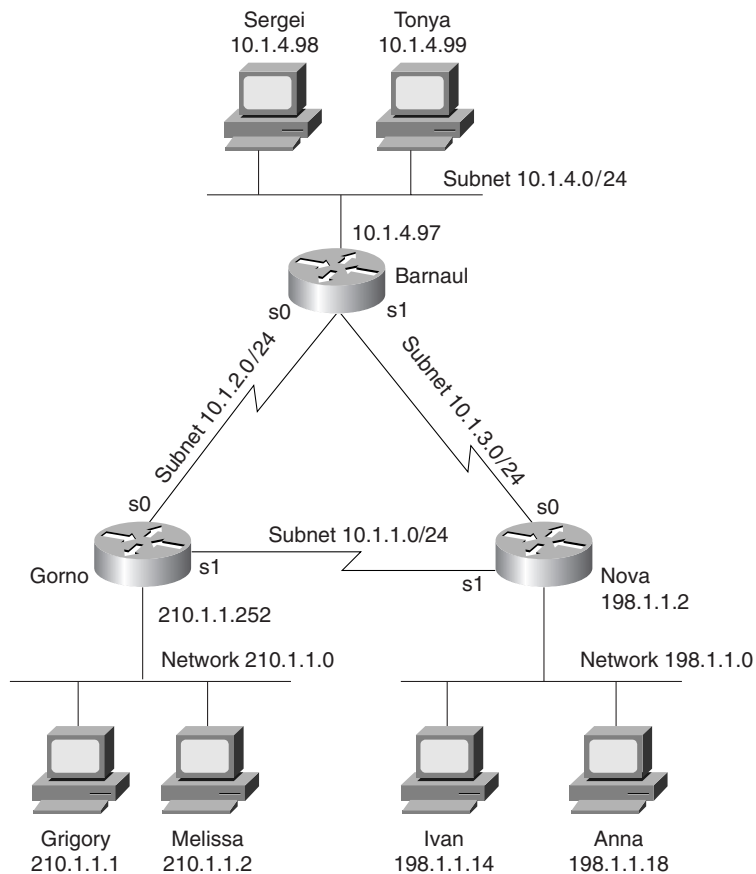 Sergei
10.1.4.98
Tonya
10.1.4.99
Subnet 10.1.4.0/24
10.1.4.97
Barnaul
s0
s1
Subnet 10.1.2.0/24
Subnet 10.1.3.0/24
s0
s0
Subnet 10.1.1.0/24
s1
s1
Gorno
Nova
198.1.1.2
210.1.1.252
Network 210.1.1.0
Network 198.1.1.0
Grigory
210.1.1.1
Melissa
210.1.1.2
Ivan
198.1.1.14
Anna
198.1.1.18